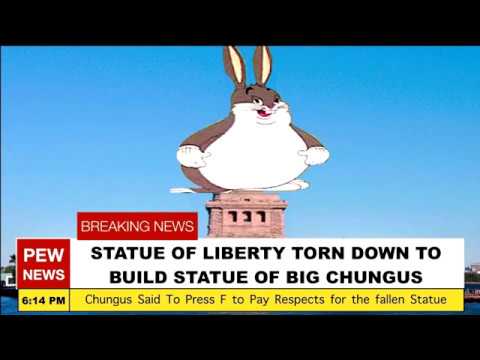 BREAKING NEWS
PEW
NEWS
STATUE OF LIBERTY TORN DOWN TO
BUILD STATUE OF BIG CHUNGUS
6:14 PM
Chungus Said To Press F to Pay Respects for the fallen Statue